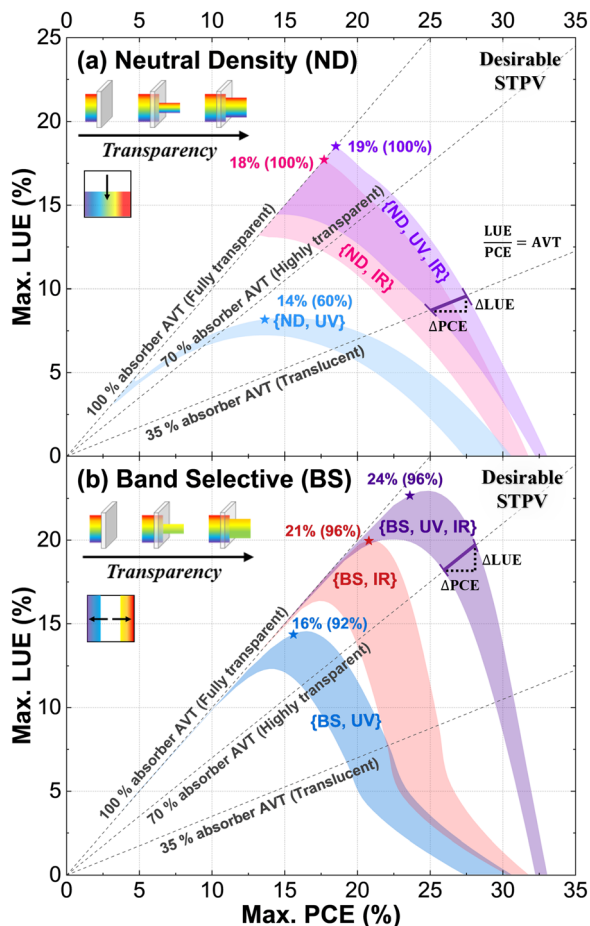 0 5 10 15 20 25 30 35
(a) Neutral Density (ND)
Desirable
STPV
Transparency
19% (100%)
18% (100%)
{ND, UV, IR}
{ND, IR}
14% (60%)
{ND, UV}
LUE
PCE
= AVT
ΔLUE
ΔPCE
100 % absorber AVT (Fully transparent)
70 % absorber AVT (Highly transparent)
35 % absorber AVT (Translucent)
25
20
15
10
5
0
Max. LUE (%)
(b) Band Selective (BS)
Desirable
STPV
Transparency
24% (96%)
21% (96%)
{BS, UV, IR}
{BS, IR}
16% (92%)
{BS, UV}
ΔLUE
ΔPCE
100 % absorber AVT (Fully transparent)
70 % absorber AVT (Highly transparent)
35 % absorber AVT (Translucent)
20
15
10
5
0
Max. LUE (%)
0 5 10 15 20 25 30 35
Max. PCE (%)